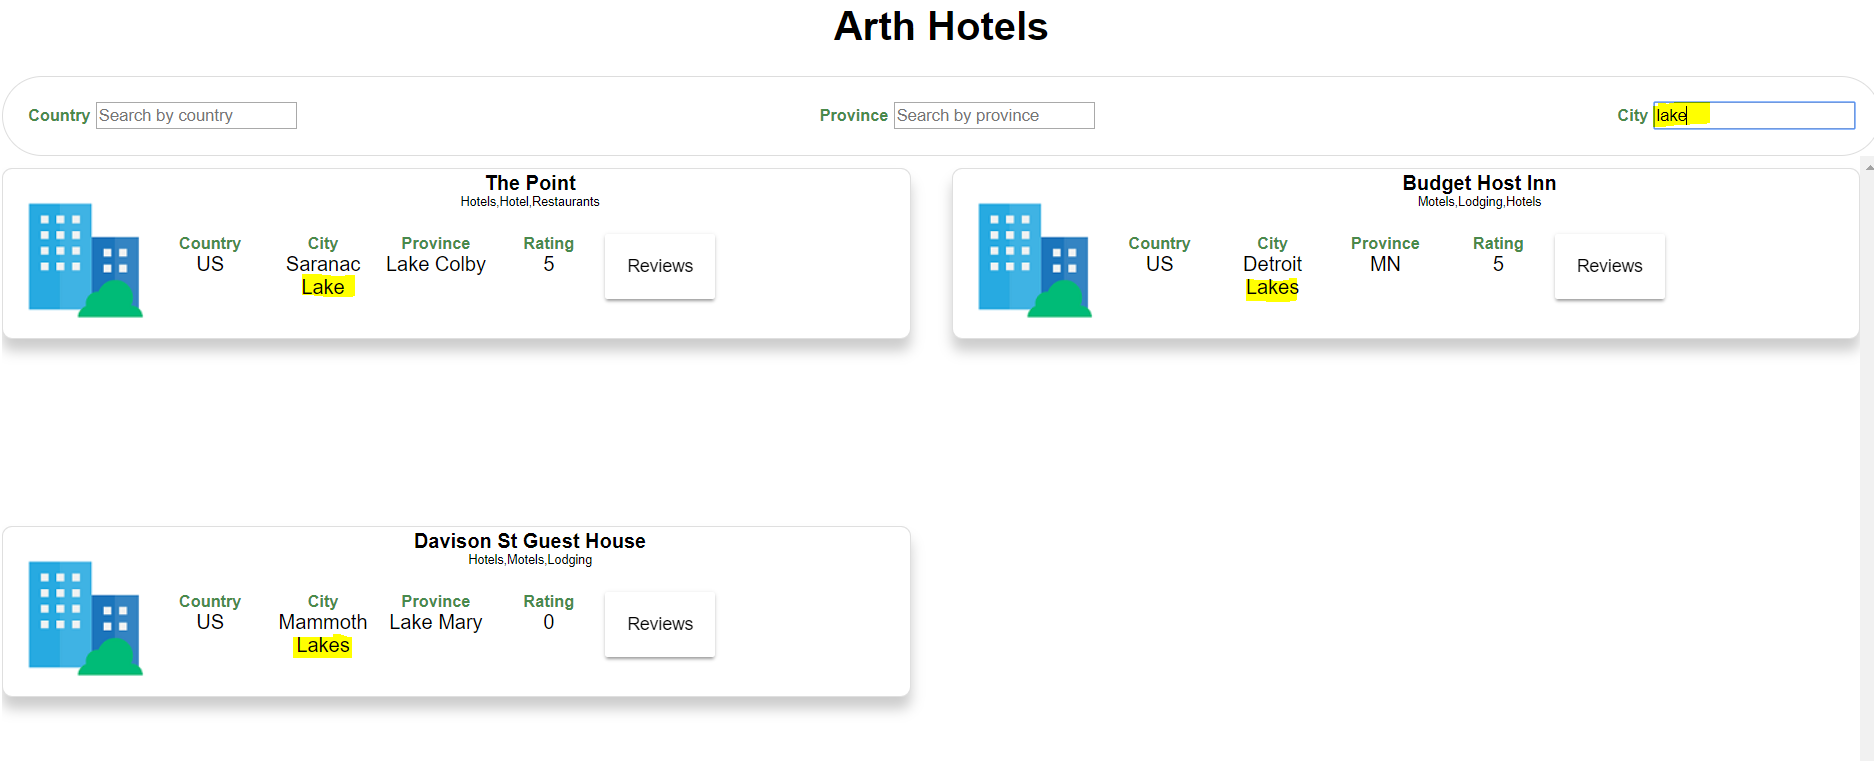 Arth Hotels
Country Search by country Province Search by province City lake
The Point
Hotels,Hotel,Restaurants
Country City Province Rating
US Saranac Lake Colby 5 Reviews
Lake
Budget Host Inn
Motels,Lodging,Hotels
Country City Province Rating
US Detroit MN 5 Reviews
Lakes
Davison St Guest House
Hotels,Motels,Lodging
Country City Province Rating
US Mammoth Lake Mary 0 Reviews
Lakes